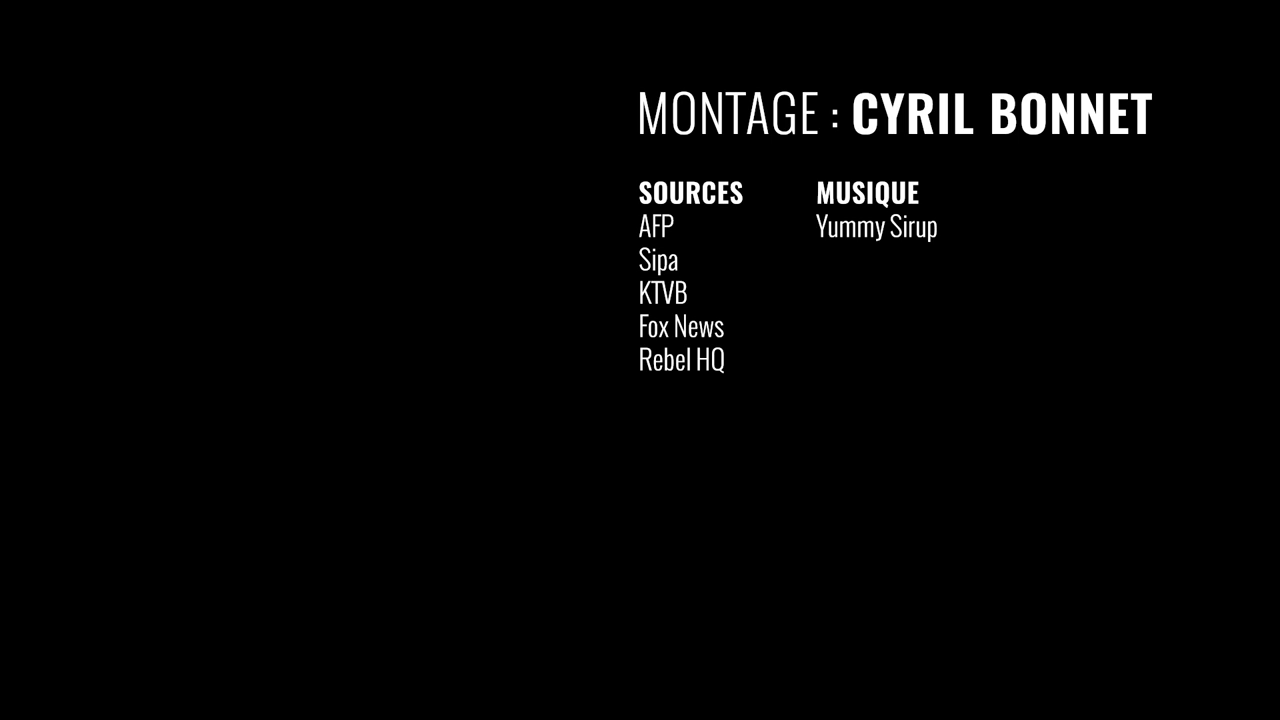 MONTAGE : CYRIL BONNET
SOURCES
AFP
Sipa
KTVB
Fox News
Rebel HQ
MUSIQUE
Yummy Sirup